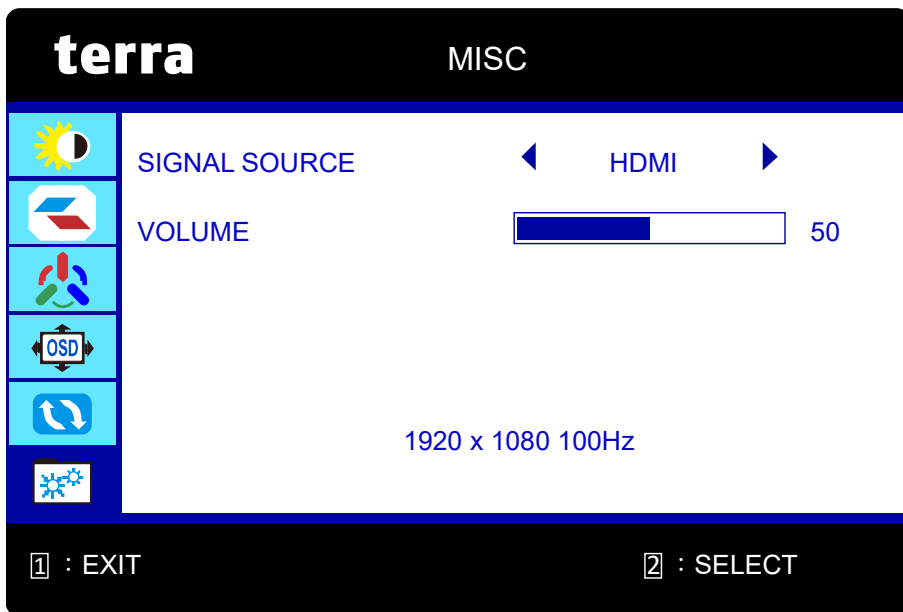 terra MISC
SIGNAL SOURCE HDMI
VOLUME 50
OSD
1920 x 1080 100Hz
1 : EXIT 2 : SELECT